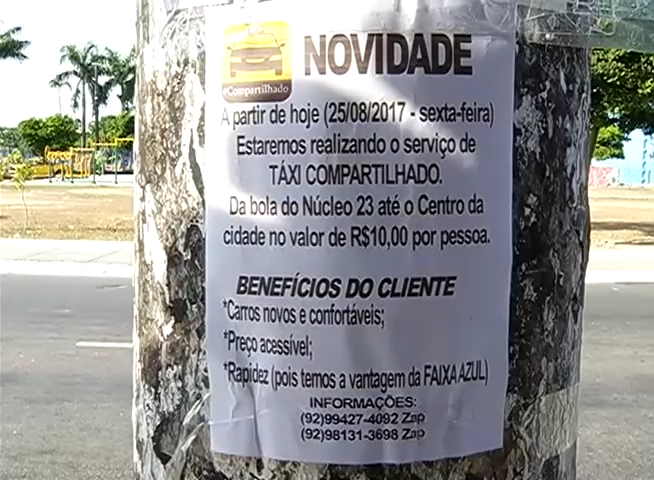 #Compartilhado
NOVIDADE
A partir de hoje (25/08/2017 - sexta-feira)
Estaremos realizando o serviço de
TÁXI COMPARTILHADO.
Da bola do Núcleo 23 até o Centro da
cidade no valor de R$10,00 por pessoa.
BENEFÍCIOS DO CLIENTE
*Carros novos e confortáveis;
*Preço acessível;
*Rapidez (pois temos a vantagem da FAIXA AZUL)
INFORMAÇÕES:
(92)99427-4092 Zap
(92)98131-3698 Zap